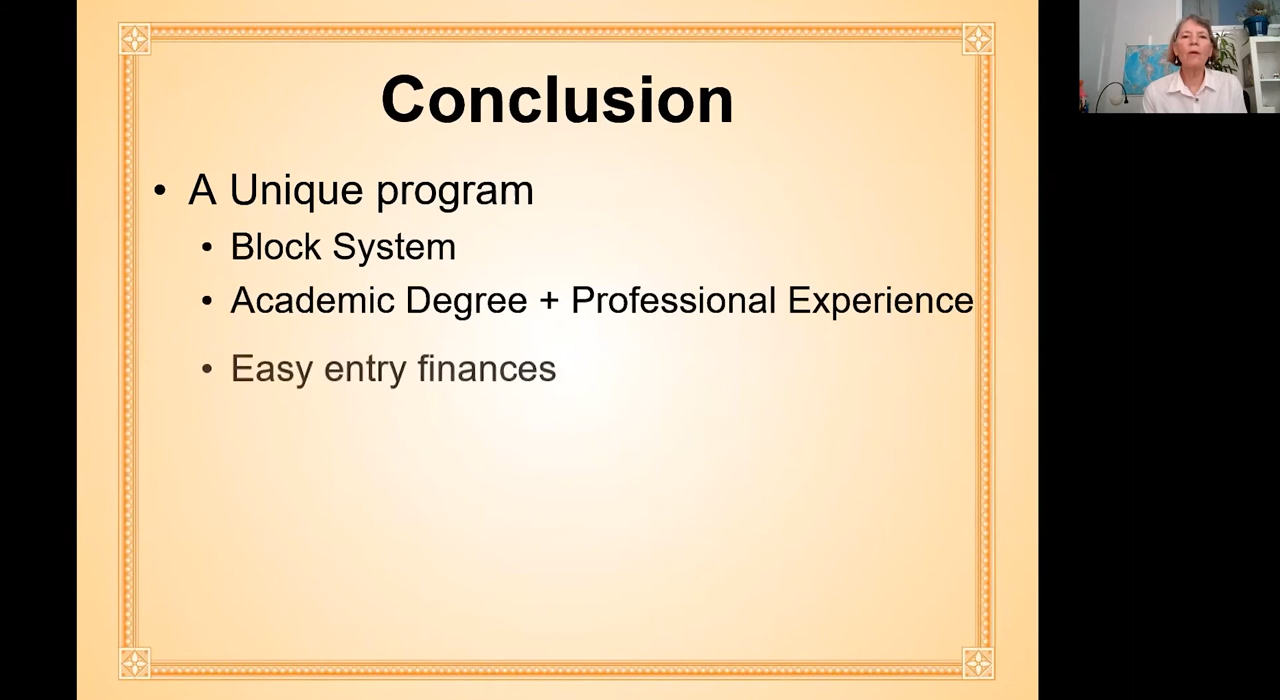 Conclusion
• A Unique program
• Block System
• Academic Degree + Professional Experience
• Easy entry finances